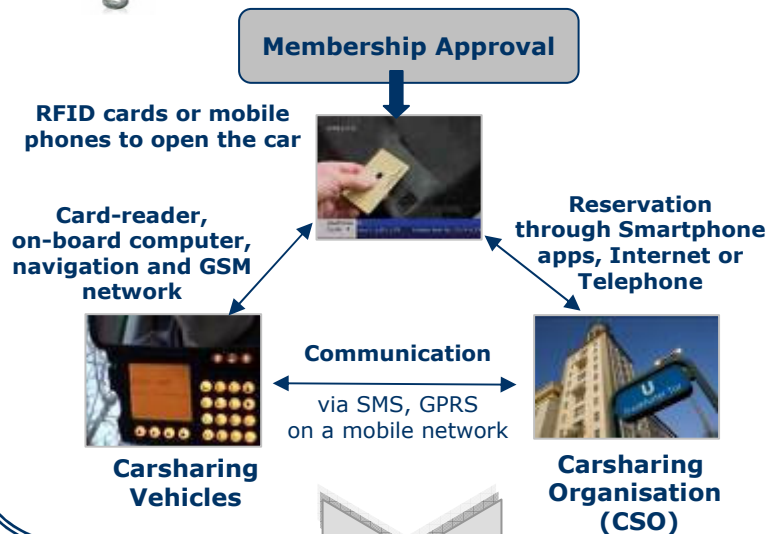 Membership Approval
RFID cards or mobile
phones to open the car
Card-reader,
on-board computer,
navigation and GSM
network
Reservation
through Smartphone
apps, Internet or
Telephone
Communication
via SMS, GPRS
on a mobile network
U
Frankfurter Tor
Carsharing
Vehicles
Carsharing
Organisation
(CSO)